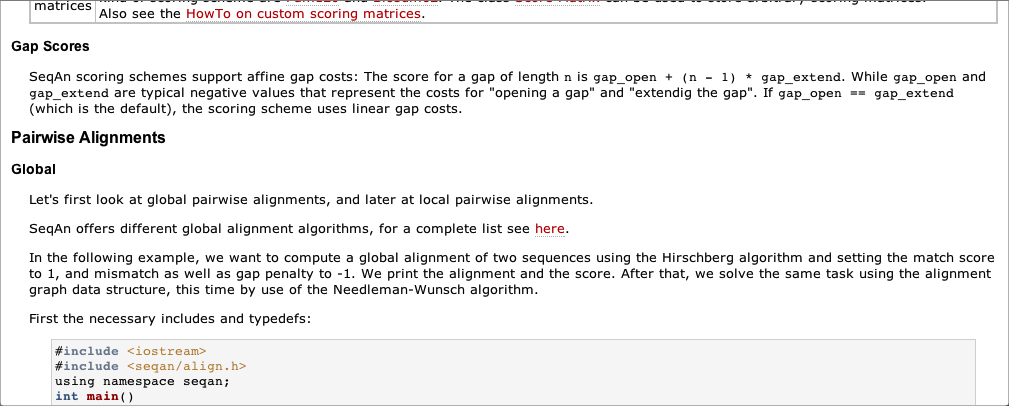 matrices
Also see the HowTo on custom scoring matrices.
Gap Scores
SeqAn scoring schemes support affine gap costs: The score for a gap of length n is gap_open + (n - 1) * gap_extend. While gap_open and
gap_extend are typical negative values that represent the costs for "opening a gap" and "extendig the gap". If gap_open == gap_extend
(which is the default), the scoring scheme uses linear gap costs.
Pairwise Alignments
Global
Let's first look at global pairwise alignments, and later at local pairwise alignments.
SeqAn offers different global alignment algorithms, for a complete list see here.
In the following example, we want to compute a global alignment of two sequences using the Hirschberg algorithm and setting the match score
to 1, and mismatch as well as gap penalty to -1. We print the alignment and the score. After that, we solve the same task using the alignment
graph data structure, this time by use of the Needleman-Wunsch algorithm.
First the necessary includes and typedefs:
#include <iostream>
#include <seqan/align.h>
using namespace seqan;
int main()